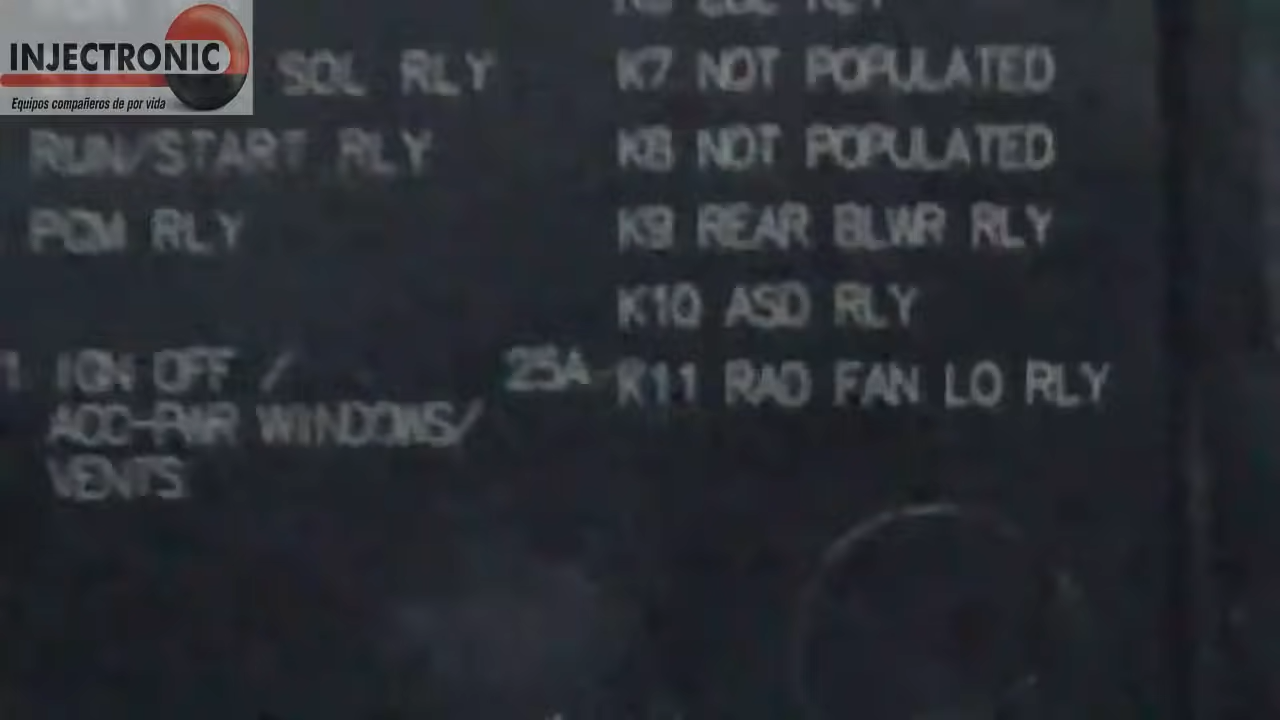 INJECTRONIC
Equipos compañeros de por vida
SOL RLY
RUN/START RLY
PCM RLY
1 IGN OFF / 25A
ACC-PWR WINDOWS/
VENTS
RLY
K7 NOT POPULATED
K8 NOT POPULATED
K9 REAR BLWR RLY
K10 ASD RLY
K11 RAD FAN LO RLY